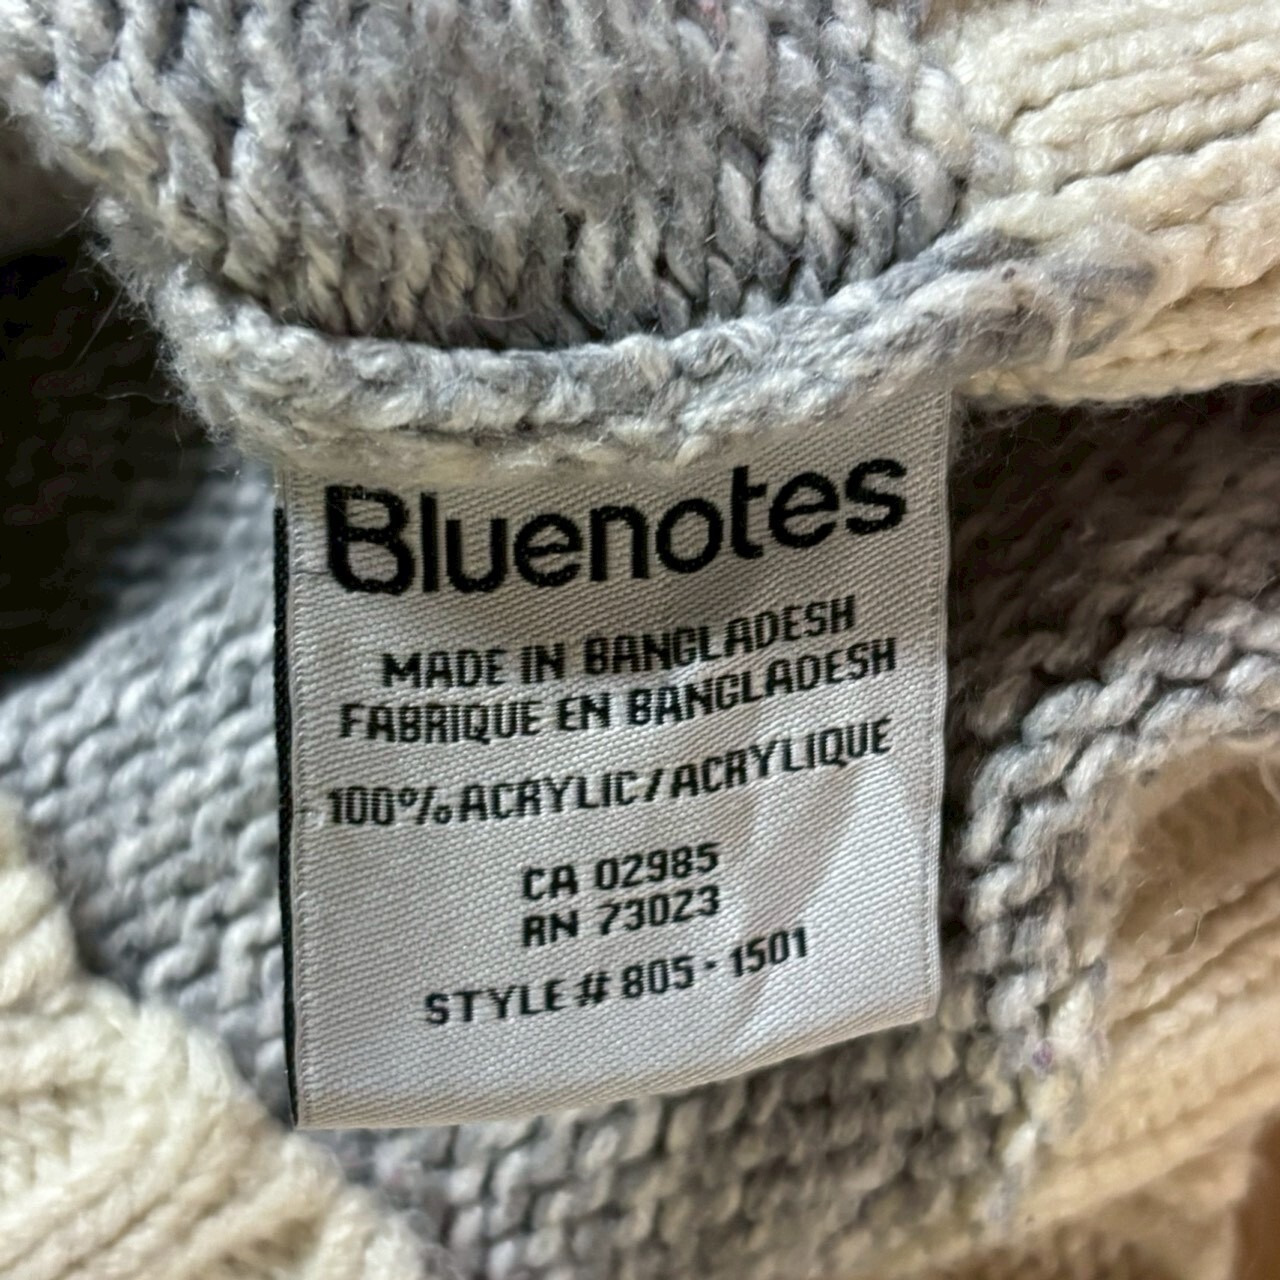 Bluenotes
MADE IN BANGLADESH
FABRIQUE EN BANGLADESH
100% ACRYLIC/ACRYLIQUE
CA 02985
RN 73023
STYLE # 805-1501